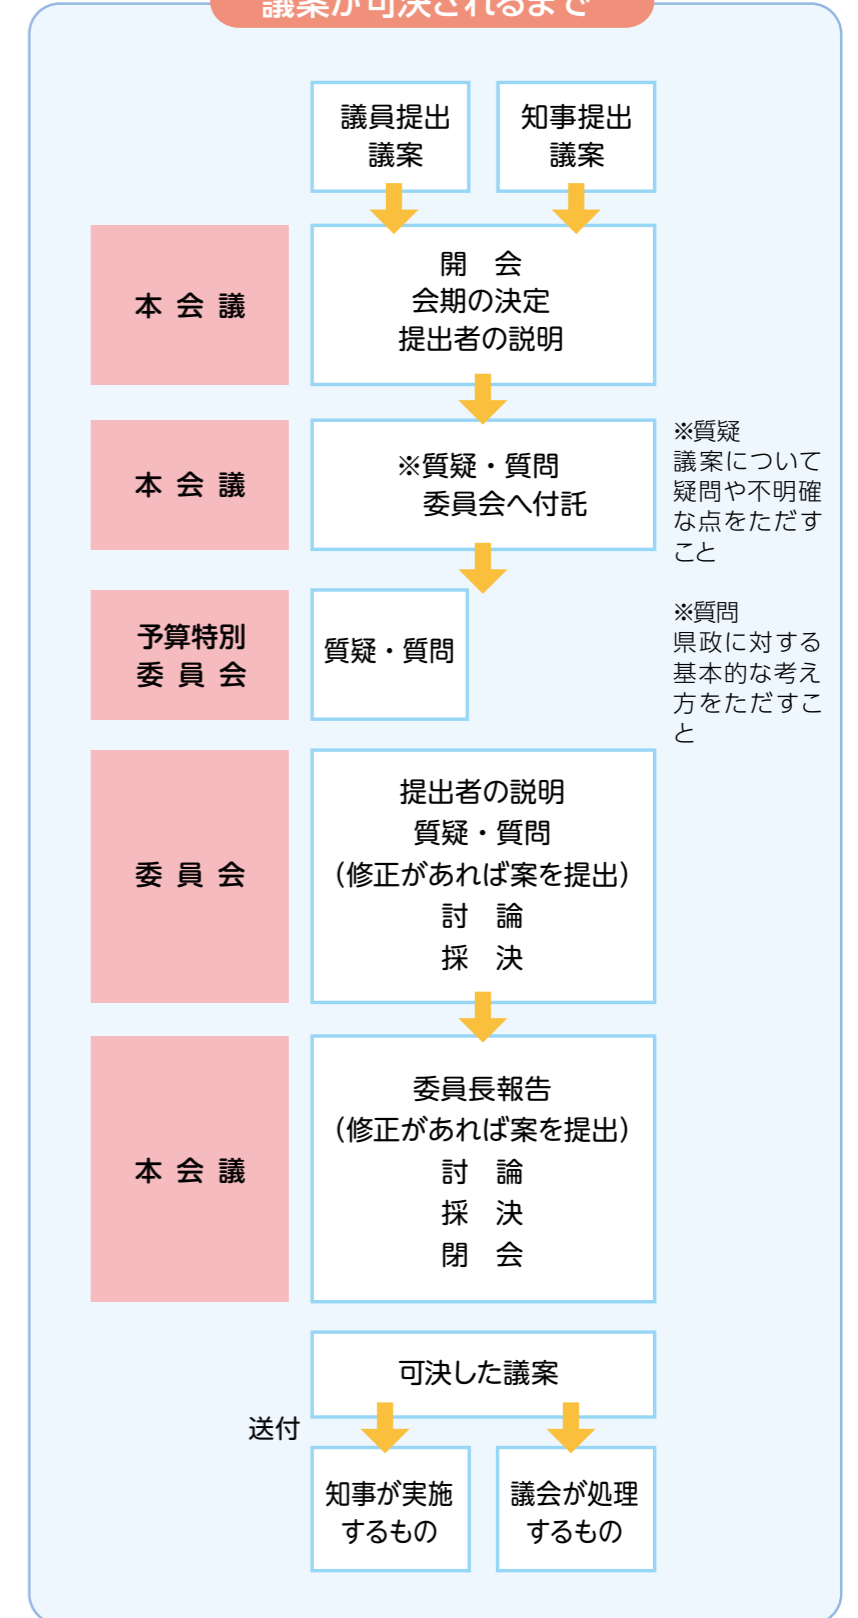 議案が可決されるまで
議員提出
議案
知事提出
議案
本 会 議
開　会
会期の決定
提出者の説明
本 会 議
※質疑・質問
委員会へ付託
※質疑
議案について
疑問や不明確
な点をただす
こと
※質問
県政に対する
基本的な考え
方をただすこ
と
予算特別
委 員 会
質疑・質問
委 員 会
提出者の説明
質疑・質問
（修正があれば案を提出）
討　論
採　決
本 会 議
委員長報告
（修正があれば案を提出）
討　論
採　決
閉　会
可決した議案
送付
知事が実施
するもの
議会が処理
するもの